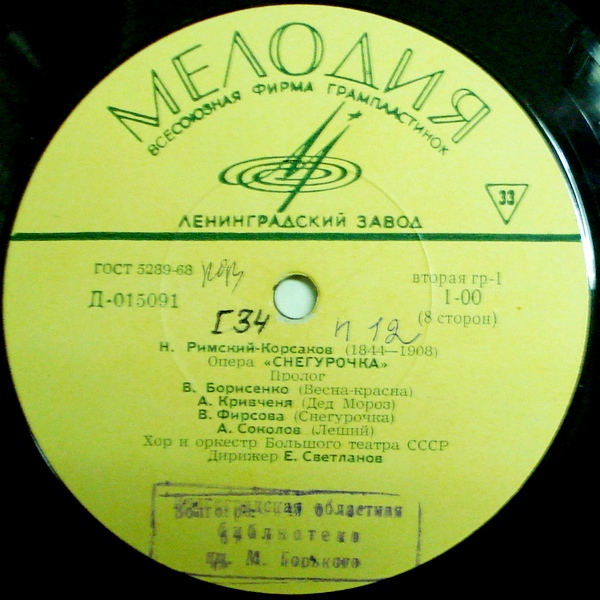 МЕЛОДИЯ
ВСЕСОЮЗНАЯ ФИРМА ГРАМПЛАСТИНОК
ЛЕНИНГРАДСКИЙ ЗАВОД
33
ГОСТ 5289-68
Д-015091
вторая гр-1
1-00
(8 сторон)
I34
п 12
Н. Римский-Корсаков (1844—1908)
Опера «СНЕГУРОЧКА»
Пролог
В. Борисенко (Весна-красна)
А. Кривченя (Дед Мороз)
В. Фирсова (Снегурочка)
А. Соколов (Леший)
Хор и оркестр Большого театра СССР
Дирижер Е. Светланов
областная
библиотека
им. М. Горького